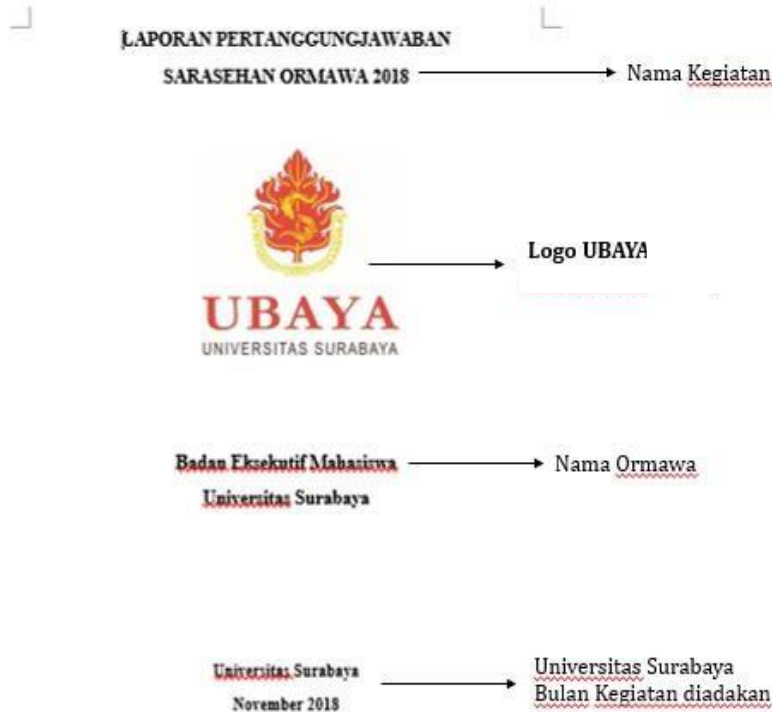 LAPORAN PERTANGGUNGJAWABAN
SARASEHAN ORMAWA 2018
Nama Kegiatan
UBAYA
UNIVERSITAS SURABAYA
Logo UBAYA
Badan Eksekutif Mahasiswa
Nama Ormawa
Universitas Surabaya
Universitas Surabaya
November 2018
Universitas Surabaya
Bulan Kegiatan diadakan